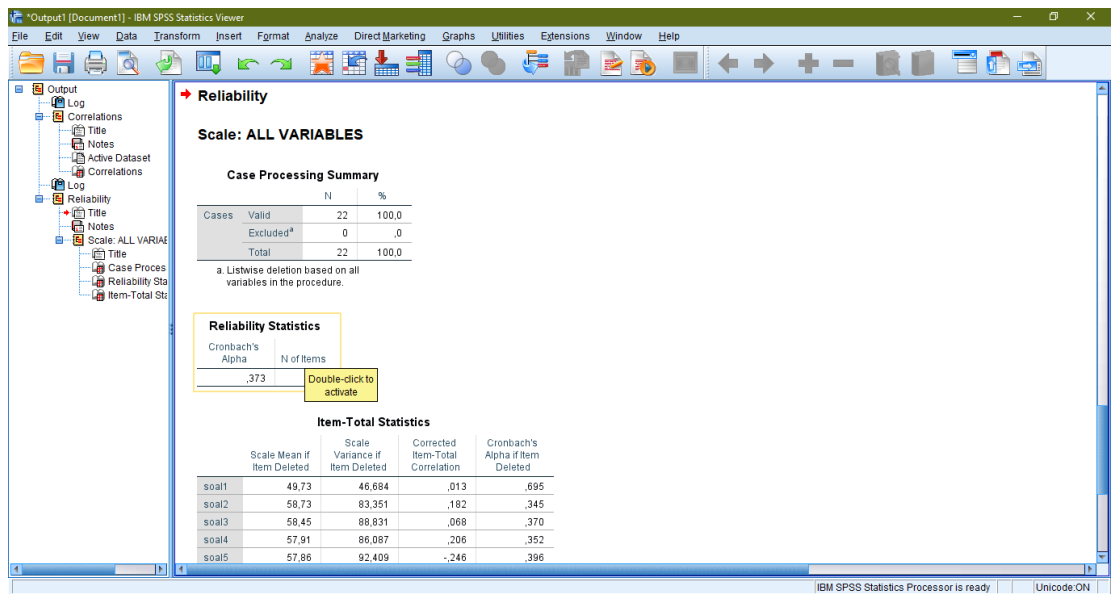 *Output1 [Document1] - IBM SPSS Statistics Viewer
File Edit View Data Transform Insert Format Analyze Direct Marketing Graphs Utilities Extensions Window Help
Output
Log
Correlations
Title
Notes
Active Dataset
Correlations
Log
Reliability
Title
Notes
Scale: ALL VARIAE
Title
Case Proces
Reliability Sta
Item-Total Sta
Reliability
Scale: ALL VARIABLES
Case Processing Summary
N %
Cases Valid 22 100,0
Excludedª 0 ,0
Total 22 100,0
a. Listwise deletion based on all
variables in the procedure.
Reliability Statistics
Cronbach's
Alpha N of Items
,373
Double-click to
activate
Item-Total Statistics
Scale Mean if Item Deleted Scale Variance if Item Deleted Corrected Item-Total Correlation Cronbach's Alpha if Item Deleted
soal1 49,73 46,684 ,013 ,695
soal2 58,73 83,351 ,182 ,345
soal3 58,45 88,831 ,068 ,370
soal4 57,91 86,087 ,206 ,352
soal5 57,86 92,409 -,246 ,396
IBM SPSS Statistics Processor is ready Unicode:ON